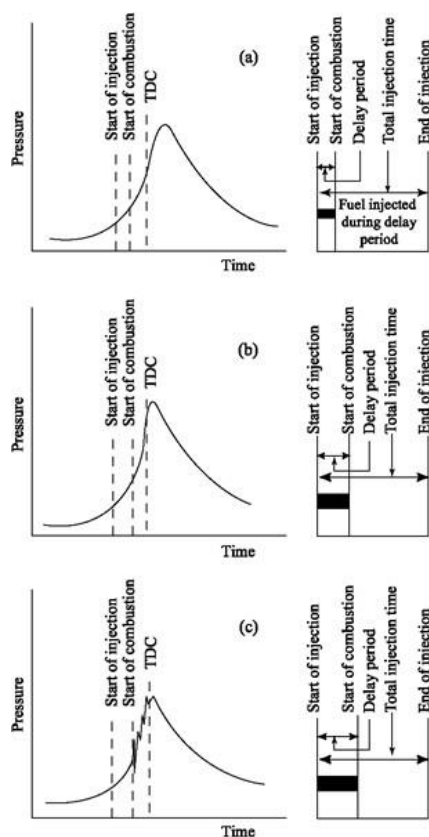 (a)
Start of injection
Start of combustion
TDC
Pressure
Time
Start of injection
Start of combustion
Delay period
Total injection time
End of injection
Fuel injected
during delay
period
(b)
Start of injection
Start of combustion
TDC
Pressure
Time
Start of injection
Start of combustion
Delay period
Total injection time
End of injection
(c)
Start of injection
Start of combustion
TDC
Pressure
Time
Start of injection
Start of combustion
Delay period
Total injection time
End of injection